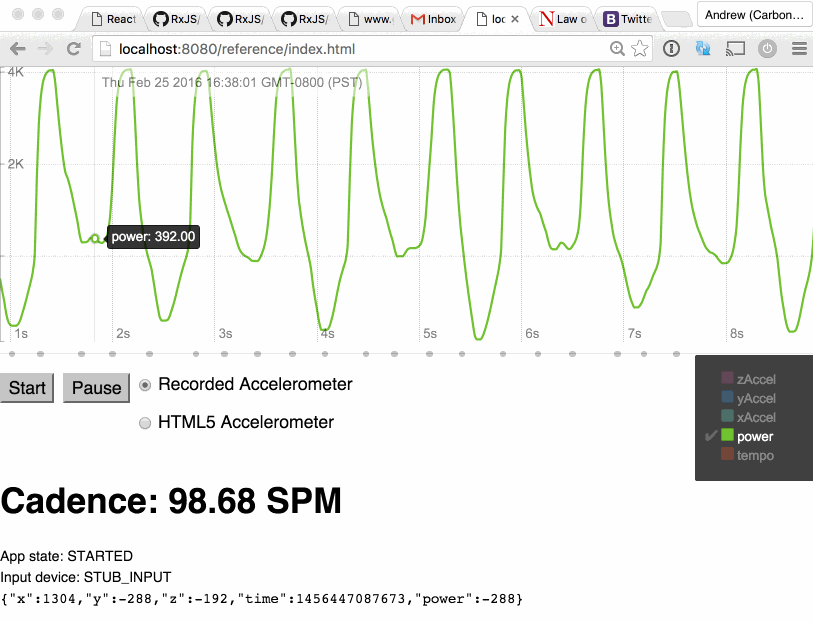 React
RxJS/
RxJS/
RxJS/
www.
Inbox
loc
Law o
Twitte
Andrew (Carbon…
localhost:8080/reference/index.html
4K
Thu Feb 25 2016 16:38:01 GMT-0800 (PST)
2K
power: 392.00
1s 2s 3s 4s 5s 6s 7s 8s
Start Pause Recorded Accelerometer
HTML5 Accelerometer
zAccel
yAccel
xAccel
✔ power
tempo
Cadence: 98.68 SPM
App state: STARTED
Input device: STUB_INPUT
{"x":1304,"y":-288,"z":-192,"time":1456447087673,"power":-288}